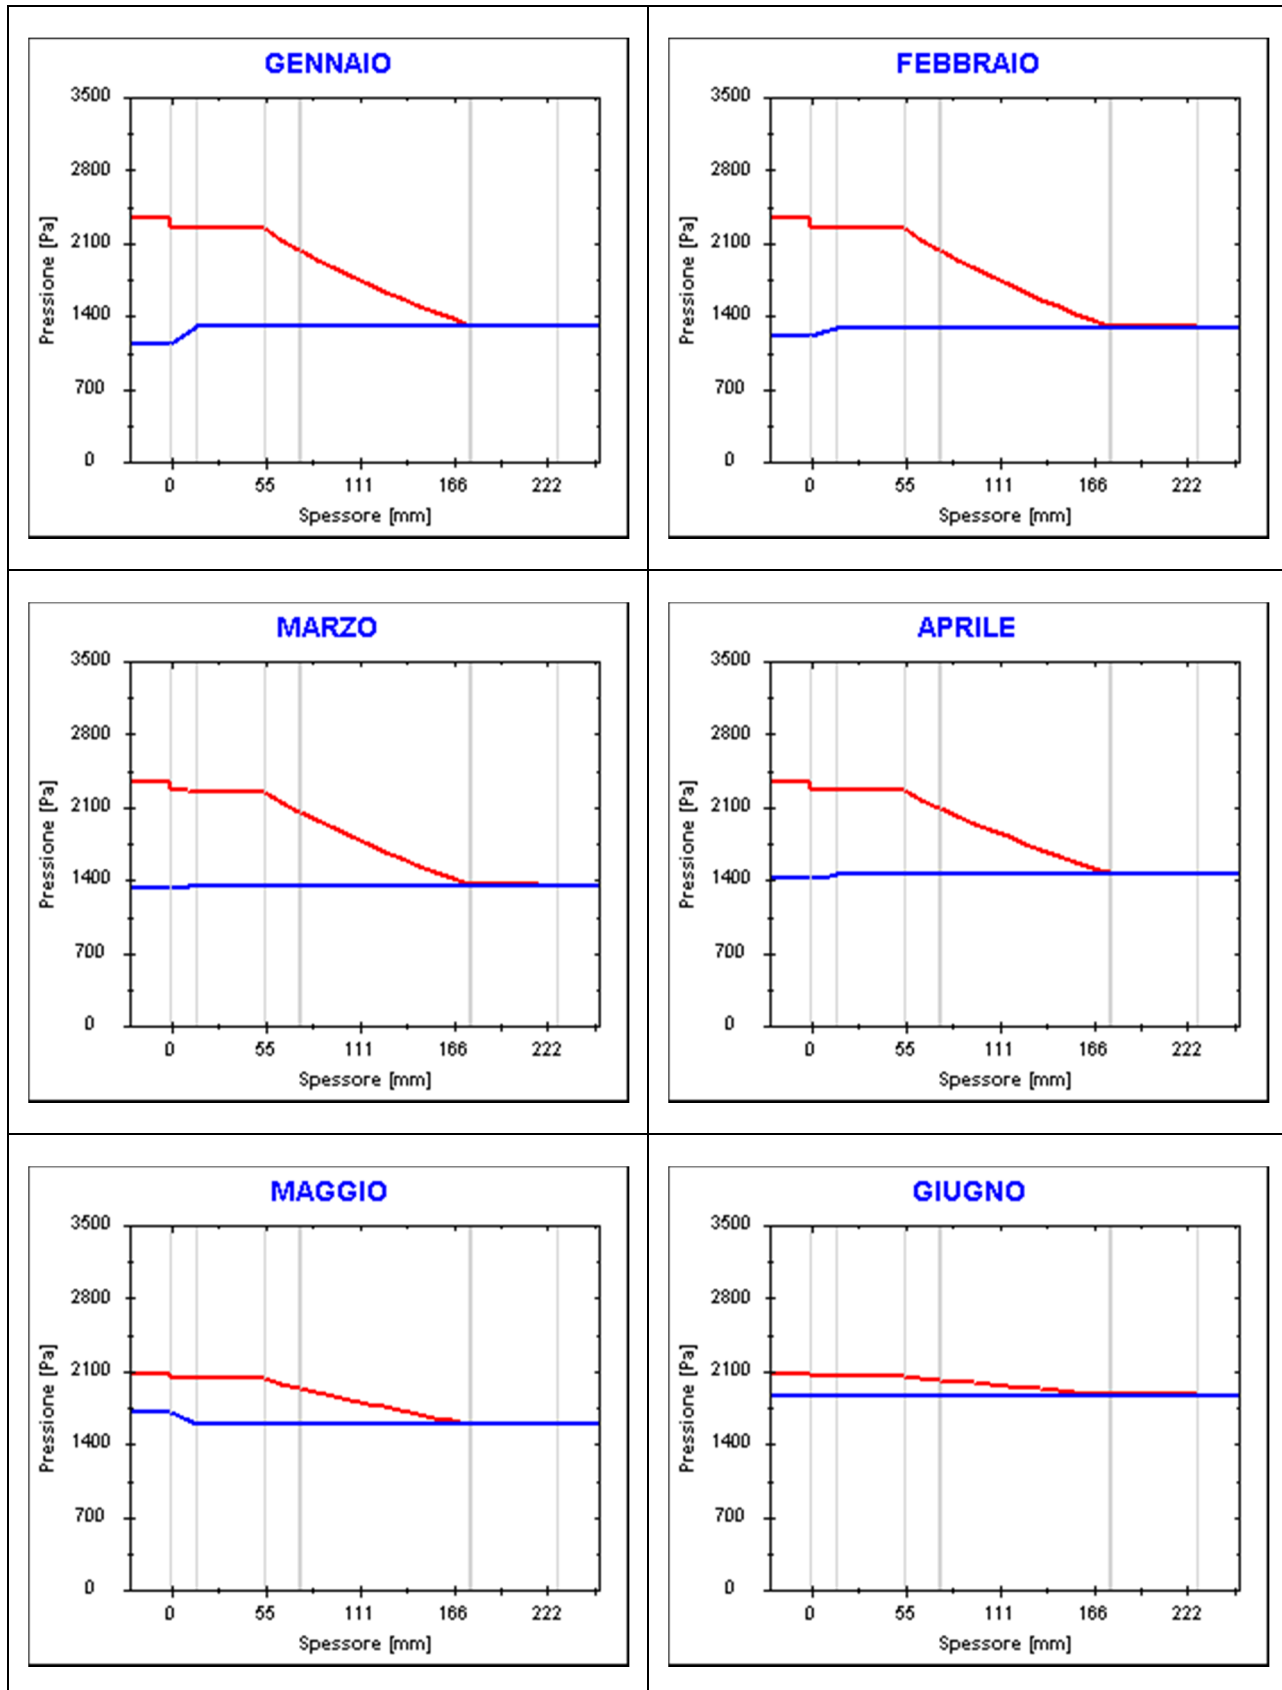 GENNAIO
3500
2800
2100
1400
700
0
Pressione [Pa]
0 55 111 166 222
Spessore [mm]
FEBBRAIO
3500
2800
2100
1400
700
0
Pressione [Pa]
0 55 111 166 222
Spessore [mm]
MARZO
3500
2800
2100
1400
700
0
Pressione [Pa]
0 55 111 166 222
Spessore [mm]
APRILE
3500
2800
2100
1400
700
0
Pressione [Pa]
0 55 111 166 222
Spessore [mm]
MAGGIO
3500
2800
2100
1400
700
0
Pressione [Pa]
0 55 111 166 222
Spessore [mm]
GIUGNO
3500
2800
2100
1400
700
0
Pressione [Pa]
0 55 111 166 222
Spessore [mm]